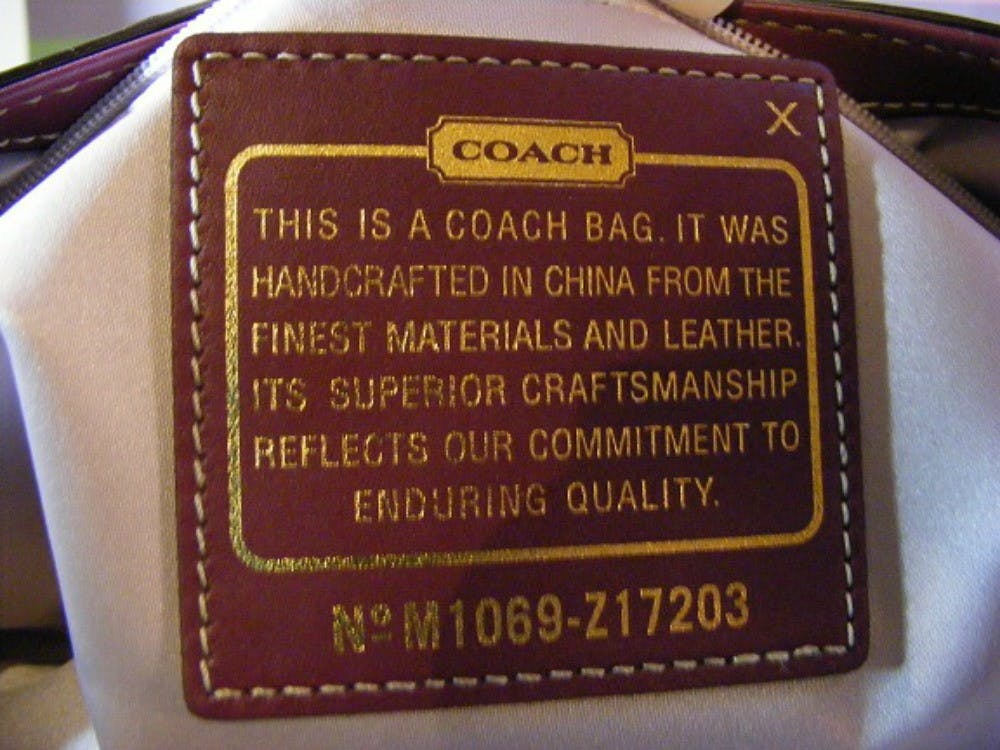 X
COACH
THIS IS A COACH BAG. IT WAS
HANDCRAFTED IN CHINA FROM THE
FINEST MATERIALS AND LEATHER.
ITS SUPERIOR CRAFTSMANSHIP
REFLECTS OUR COMMITMENT TO
ENDURING QUALITY.
Nº M1069-Z17203